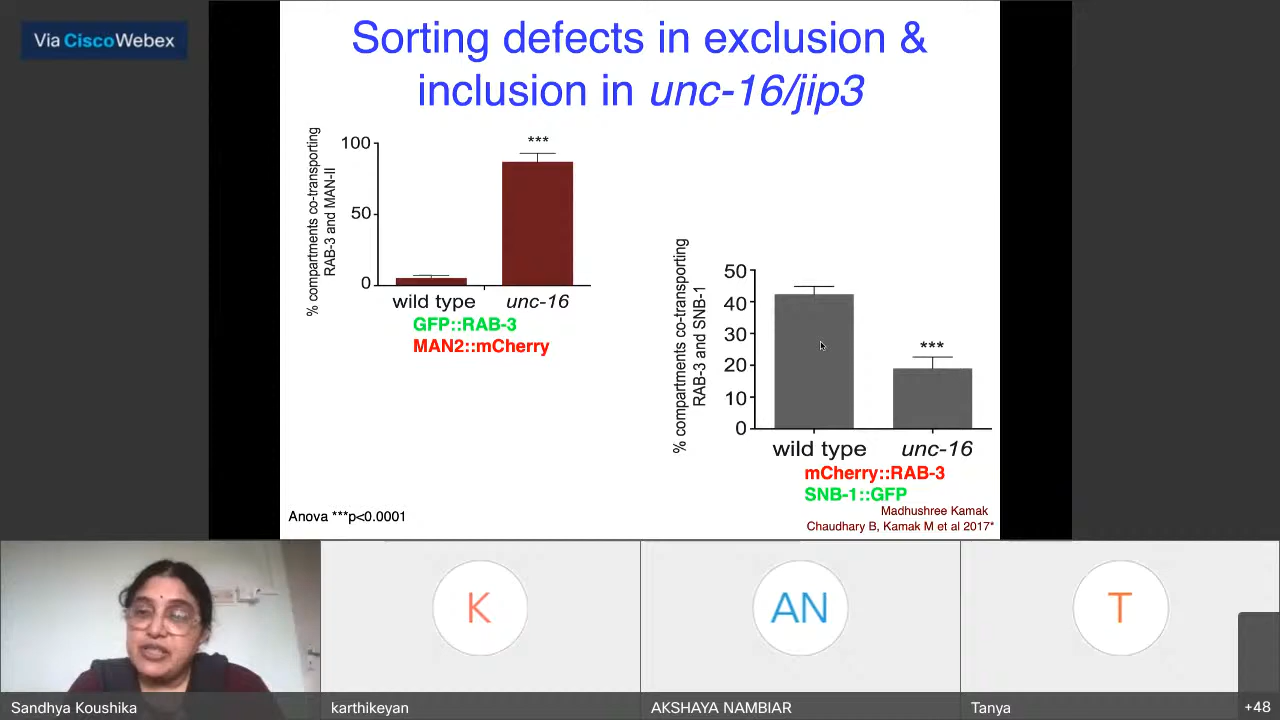 Via Cisco Webex
Sorting defects in exclusion &
inclusion in unc-16/jip3
% compartments co-transporting
RAB-3 and MAN-II
100
50
0
***
wild type
unc-16
GFP::RAB-3
MAN2::mCherry
% compartments co-transporting
RAB-3 and SNB-1
50
40
30
20
10
0
***
wild type
unc-16
mCherry::RAB-3
SNB-1::GFP
Madhushree Kamak
Chaudhary B, Kamak M et al 2017*
Anova ***p<0.0001
K
AN
T
Sandhya Koushika
karthikeyan
AKSHAYA NAMBIAR
Tanya
+48